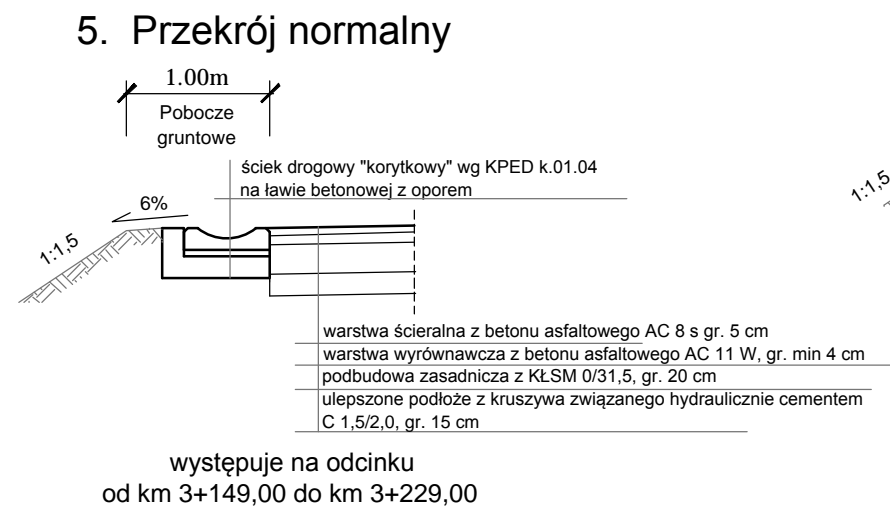 5. Przekrój normalny
1.00m
Pobocze
gruntowe
ściek drogowy "korytkowy" wg KPED k.01.04
na ławie betonowej z oporem
6%
1:1,5
1:1,5
warstwa ścieralna z betonu asfaltowego AC 8 s gr. 5 cm
warstwa wyrównawcza z betonu asfaltowego AC 11 W, gr. min 4 cm
podbudowa zasadnicza z KŁSM 0/31,5, gr. 20 cm
ulepszone podłoże z kruszywa związanego hydraulicznie cementem
C 1,5/2,0, gr. 15 cm
występuje na odcinku
od km 3+149,00 do km 3+229,00